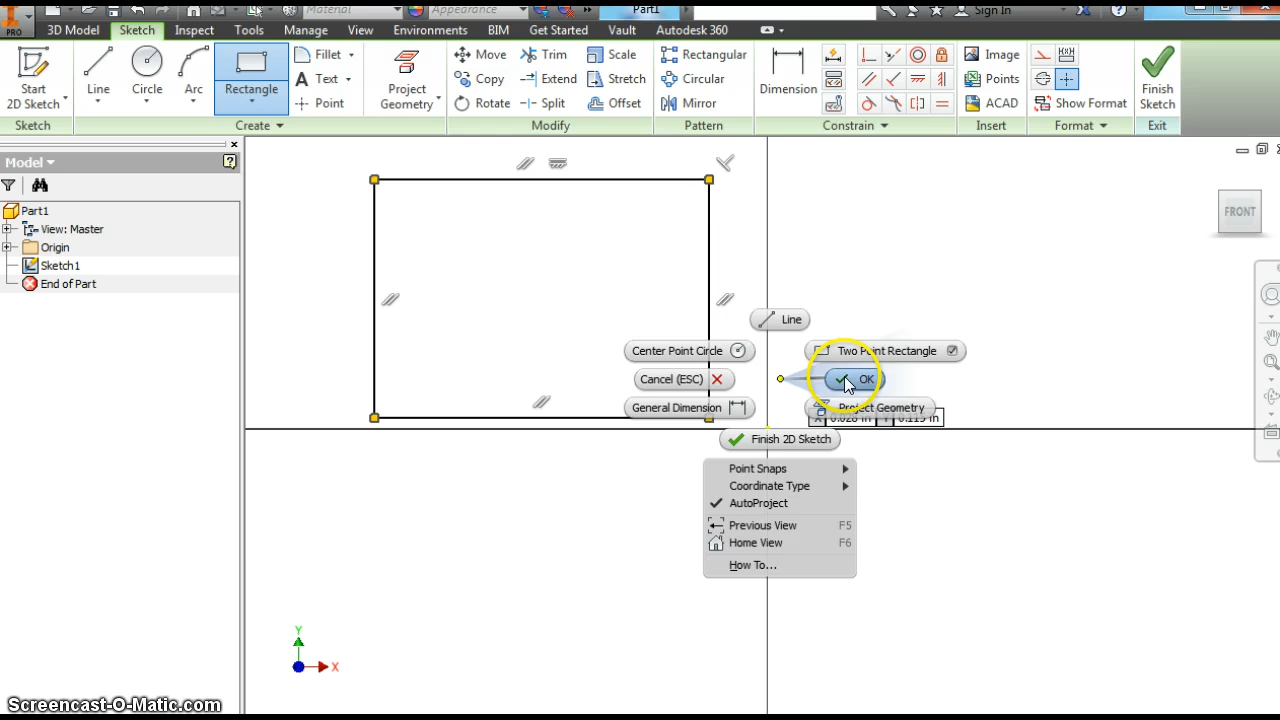 Material
Appearance
Part1
Sign In
PRO
3D Model
Sketch
Inspect
Tools
Manage
View
Environments
BIM
Get Started
Vault
Autodesk 360
Start
2D Sketch
Line
Circle
Arc
Rectangle
Fillet
Text
Point
Project
Geometry
Move
Copy
Rotate
Trim
Extend
Split
Scale
Stretch
Offset
Rectangular
Circular
Mirror
Dimension
Image
Points
ACAD
Show Format
Finish
Sketch
Sketch
Create
Modify
Pattern
Constrain
Insert
Format
Exit
Model
Part1
View: Master
Origin
Sketch1
End of Part
FRONT
Line
Center Point Circle
Two Point Rectangle
Cancel (ESC)
OK
General Dimension
Project Geometry
Finish 2D Sketch
Point Snaps
Coordinate Type
AutoProject
Previous View F5
Home View F6
How To...
Y
X
Screencast-O-Matic.com